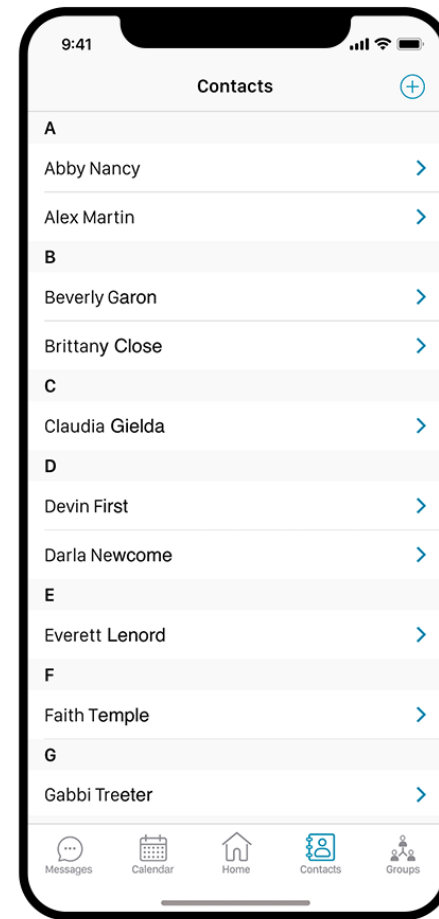 9:41
Contacts
A
Abby Nancy
Alex Martin
B
Beverly Garon
Brittany Close
C
Claudia Gielda
D
Devin First
Darla Newcome
E
Everett Lenord
F
Faith Temple
G
Gabbi Treeter
Messages Calendar Home Contacts Groups